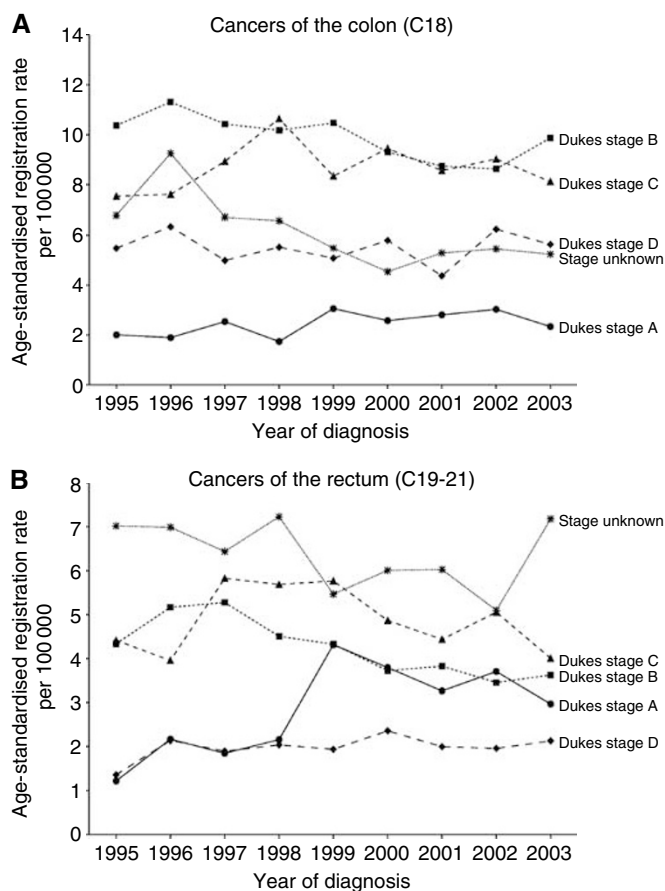 A
Cancers of the colon (C18)
Age-standardised registration rate
per 100 000
14
12
10
8
6
4
2
0
Dukes stage B
Dukes stage C
Dukes stage D
Stage unknown
Dukes stage A
1995 1996 1997 1998 1999 2000 2001 2002 2003
Year of diagnosis
B
Cancers of the rectum (C19-21)
Age-standardised registration rate
per 100 000
8
7
6
5
4
3
2
1
0
Stage unknown
Dukes stage C
Dukes stage B
Dukes stage A
Dukes stage D
1995 1996 1997 1998 1999 2000 2001 2002 2003
Year of diagnosis